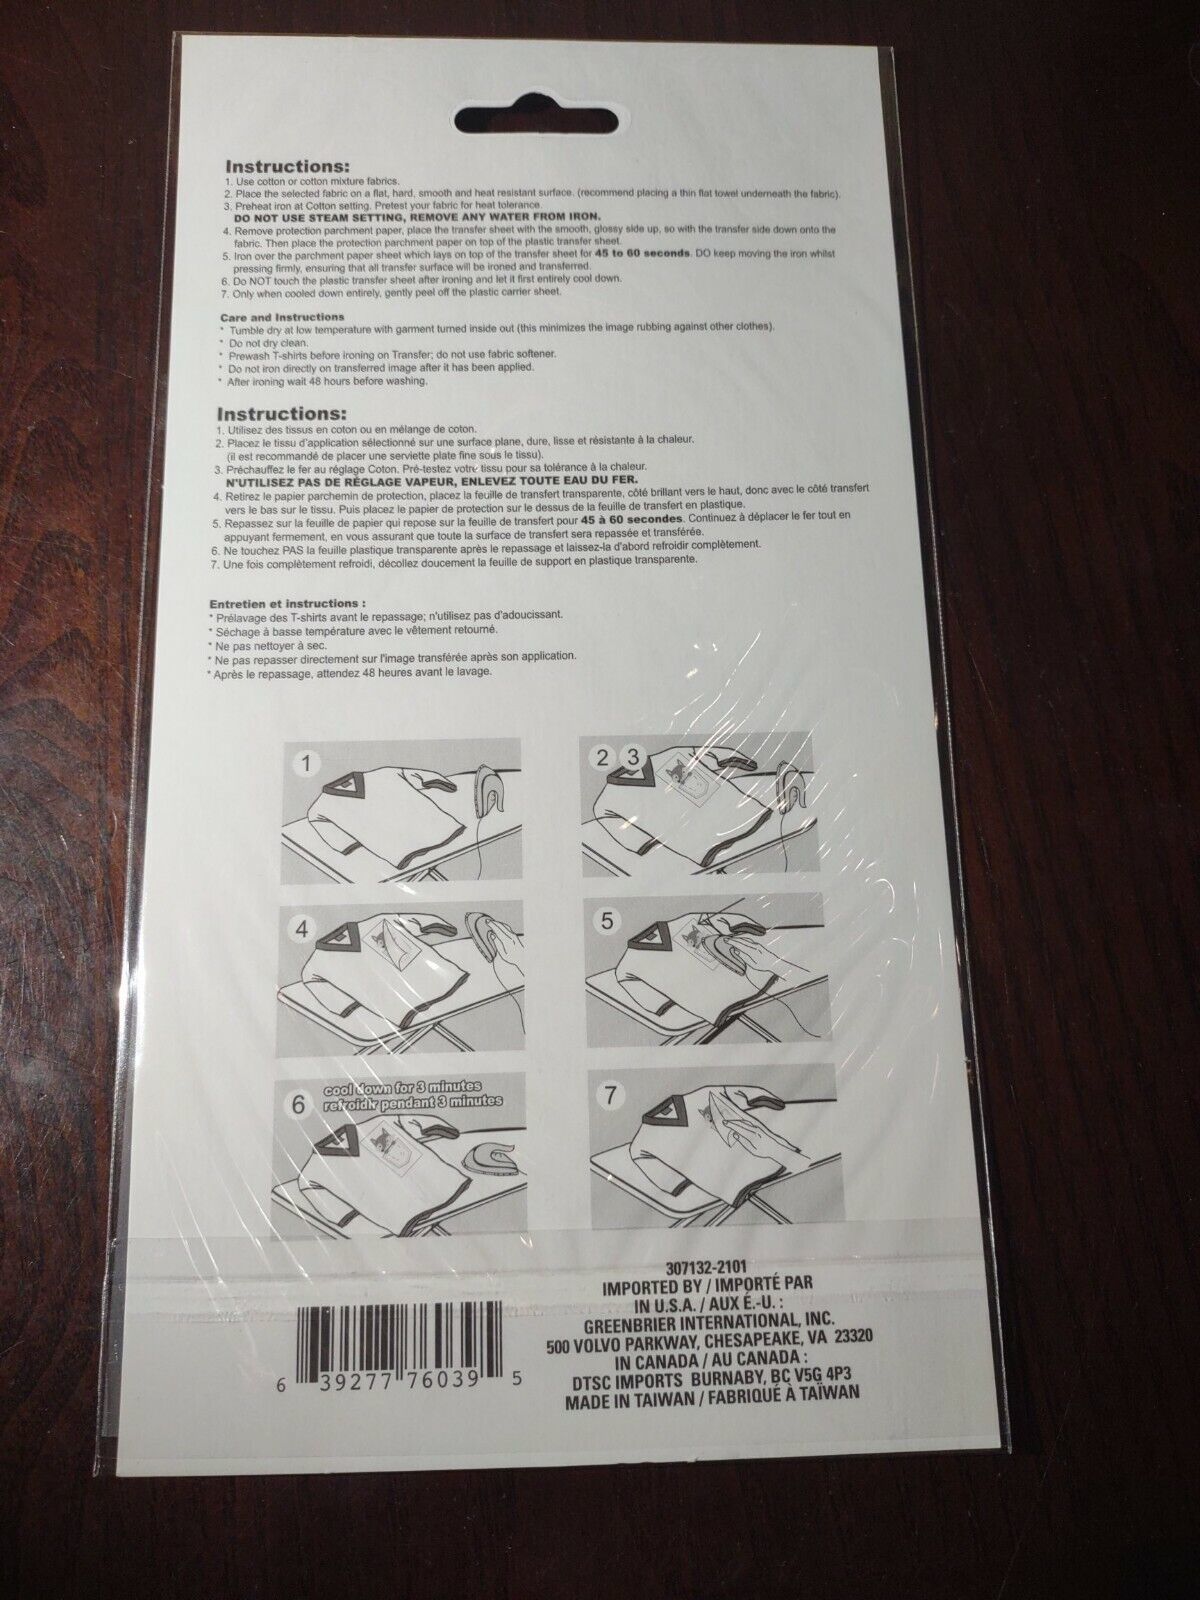 Instructions:
1. Use cotton or cotton mixture fabrics.
2. Place the selected fabric on a flat, hard, smooth and heat resistant surface. (recommend placing a thin flat towel underneath the fabric).
3. Preheat iron at Cotton setting. Pretest your fabric for heat tolerance.
DO NOT USE STEAM SETTING, REMOVE ANY WATER FROM IRON.
4. Remove protection parchment paper, place the transfer sheet with the smooth, glossy side up, so with the transfer side down onto the
fabric. Then place the protection parchment paper on top of the plastic transfer sheet.
5. Iron over the parchment paper sheet which lays on top of the transfer sheet for 45 to 60 seconds. DO keep moving the iron whilst
pressing firmly, ensuring that all transfer surface will be ironed and transferred.
6. Do NOT touch the plastic transfer sheet after ironing and let it first entirely cool down.
7. Only when cooled down entirely, gently peel off the plastic carrier sheet.
Care and Instructions
* Tumble dry at low temperature with garment turned inside out (this minimizes the image rubbing against other clothes).
* Do not dry clean.
* Prewash T-shirts before ironing on Transfer; do not use fabric softener.
* Do not iron directly on transferred image after it has been applied.
* After ironing wait 48 hours before washing.
Instructions:
1. Utilisez des tissus en coton ou en mélange de coton.
2. Placez le tissu d'application sélectionné sur une surface plane, dure, lisse et résistante à la chaleur.
(il est recommandé de placer une serviette plate fine sous le tissu).
3. Préchauffez le fer au réglage Coton. Pré-testez votre tissu pour sa tolérance à la chaleur.
N'UTILISEZ PAS DE RÉGLAGE VAPEUR, ENLEVEZ TOUTE EAU DU FER.
4. Retirez le papier parchemin de protection, placez la feuille de transfert transparente, côté brillant vers le haut, donc avec le côté transfert
vers le bas sur le tissu. Puis placez le papier de protection sur le dessus de la feuille de transfert en plastique.
5. Repassez sur la feuille de papier qui repose sur la feuille de transfert pour 45 à 60 secondes. Continuez à déplacer le fer tout en
appuyant fermement, en vous assurant que toute la surface de transfert sera repassée et transférée.
6. Ne touchez PAS la feuille plastique transparente après le repassage et laissez-la d'abord refroidir complètement.
7. Une fois complètement refroidi, décollez doucement la feuille de support en plastique transparente.
Entretien et instructions :
* Prélavage des T-shirts avant le repassage; n'utilisez pas d'adoucissant.
* Séchage à basse température avec le vêtement retourné.
* Ne pas nettoyer à sec.
* Ne pas repasser directement sur l'image transférée après son application.
* Après le repassage, attendez 48 heures avant le lavage.
1
2 3
4
5
6 cool down for 3 minutes
refroidir pendant 3 minutes
7
307132-2101
IMPORTED BY / IMPORTÉ PAR
IN U.S.A. / AUX É.-U. :
GREENBRIER INTERNATIONAL, INC.
500 VOLVO PARKWAY, CHESAPEAKE, VA 23320
IN CANADA / AU CANADA :
DTSC IMPORTS BURNABY, BC V5G 4P3
MADE IN TAIWAN / FABRIQUÉ À TAÏWAN
6 39277 76039 5